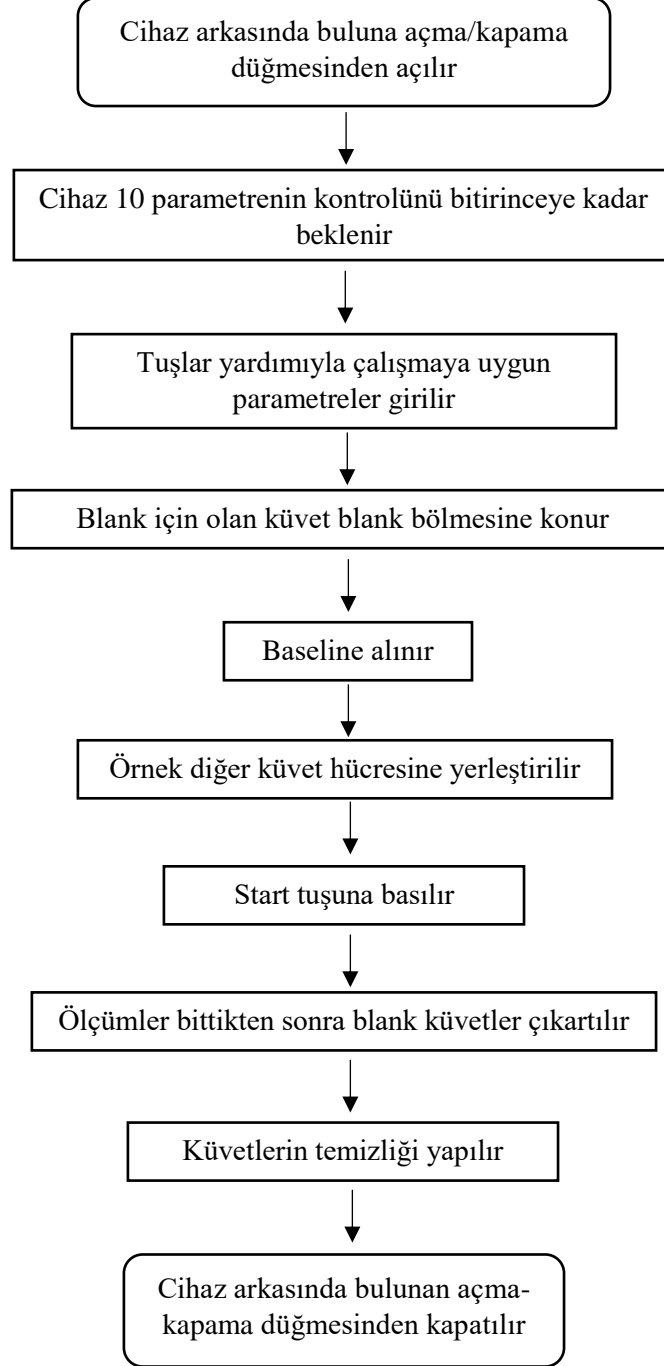 Cihaz arkasında buluna açma/kapama
düğmesinden açılır
Cihaz 10 parametrenin kontrolünü bitirinceye kadar
beklenir
Tuşlar yardımıyla çalışmaya uygun
parametreler girilir
Blank için olan küvet blank bölmesine konur
Baseline alınır
Örnek diğer küvet hücresine yerleştirilir
Start tuşuna basılır
Ölçümler bittikten sonra blank küvetler çıkartılır
Küvetlerin temizliği yapılır
Cihaz arkasında bulunan açma-
kapama düğmesinden kapatılır